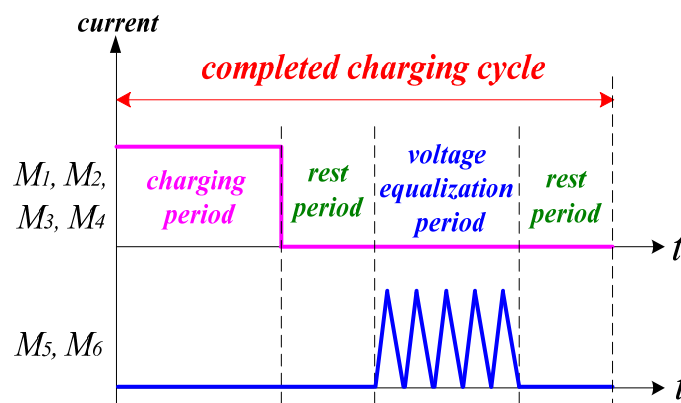 current
completed charging cycle
M1, M2,
M3, M4
charging
period
rest
period
voltage
equalization
period
rest
period
t
M5, M6
t